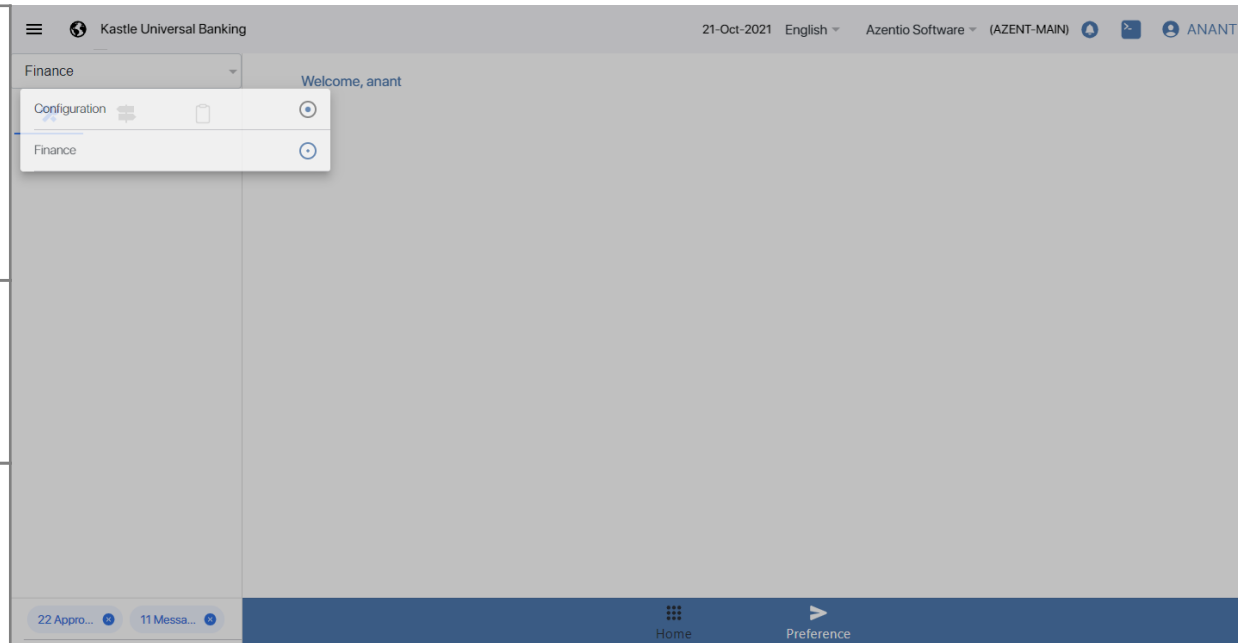 Kastle Universal Banking 21-Oct-2021 English Azentio Software (AZENT-MAIN) ANANT
Finance
Welcome, anant
Configuration
Finance
22 Appro... 11 Messa...
Home Preference